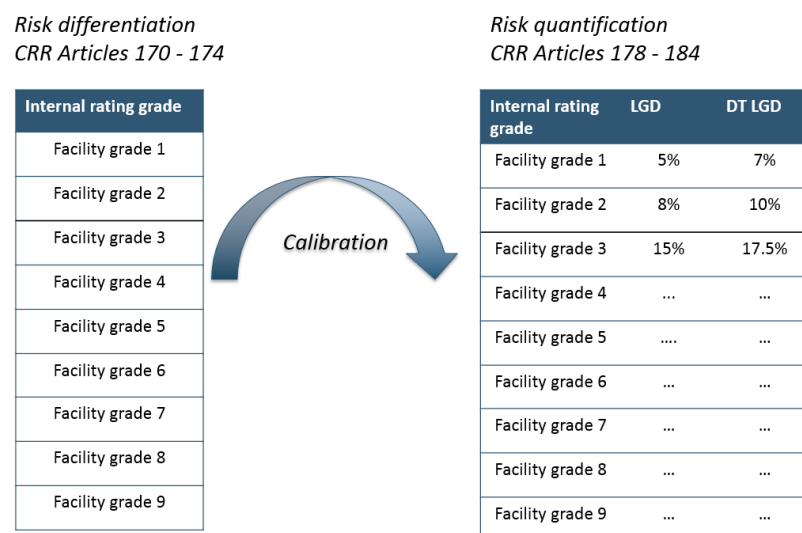 Risk differentiation
CRR Articles 170 - 174
Internal rating grade
Facility grade 1
Facility grade 2
Facility grade 3
Facility grade 4
Facility grade 5
Facility grade 6
Facility grade 7
Facility grade 8
Facility grade 9
Calibration
Risk quantification
CRR Articles 178 - 184
Internal rating grade LGD DT LGD
Facility grade 1 5% 7%
Facility grade 2 8% 10%
Facility grade 3 15% 17.5%
Facility grade 4 ... ...
Facility grade 5 .... ...
Facility grade 6 ... ...
Facility grade 7 ... ...
Facility grade 8 ... ...
Facility grade 9 ... ...